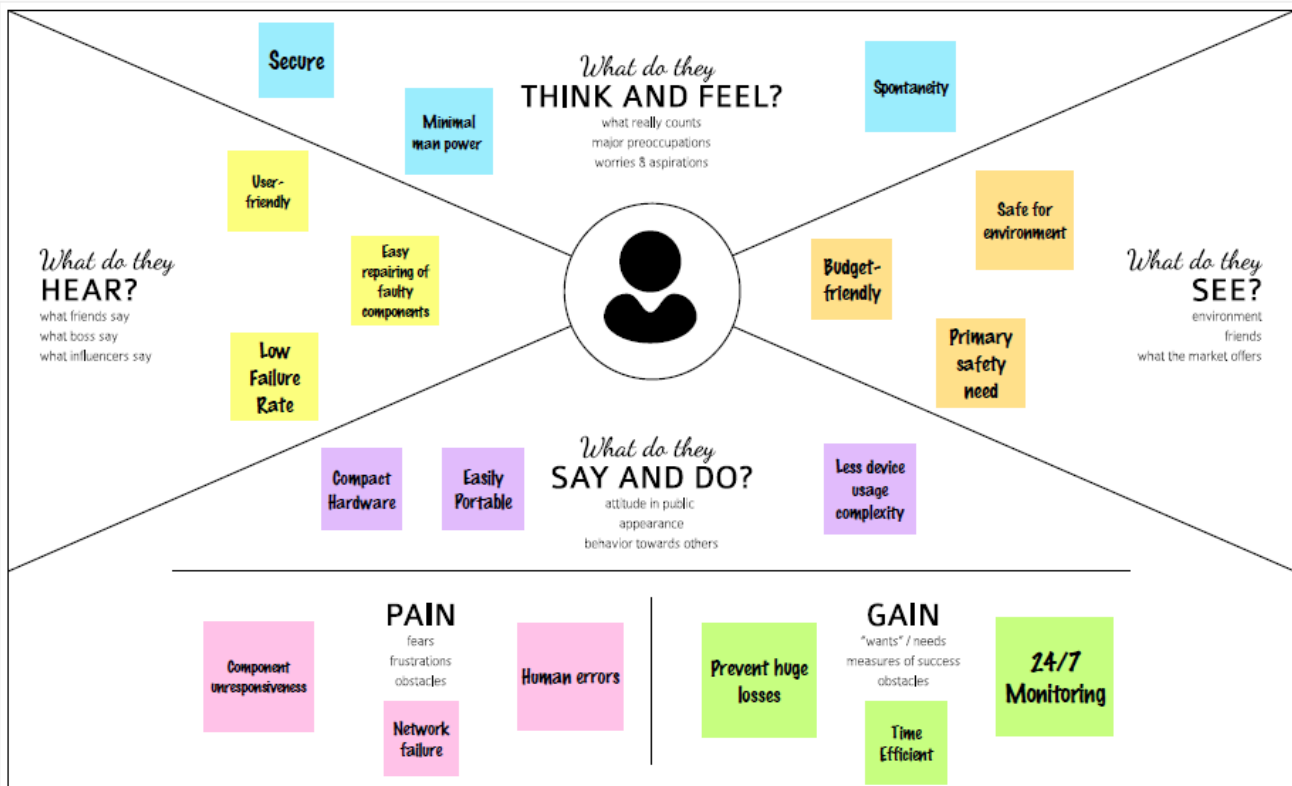 What do they
THINK AND FEEL?
what really counts
major preoccupations
worries & aspirations
Secure
Minimal
man power
Spontaneity
What do they
HEAR?
what friends say
what boss say
what influencers say
User-
friendly
Easy
repairing of
faulty
components
Low
Failure
Rate
What do they
SEE?
environment
friends
what the market offers
Safe for
environment
Budget-
friendly
Primary
safety
need
What do they
SAY AND DO?
attitude in public
appearance
behavior towards others
Compact
Hardware
Easily
Portable
Less device
usage
complexity
PAIN
fears
frustrations
obstacles
Component
unresponsiveness
Network
failure
Human errors
GAIN
"wants" / needs
measures of success
obstacles
Prevent huge
losses
Time
Efficient
24/7
Monitoring